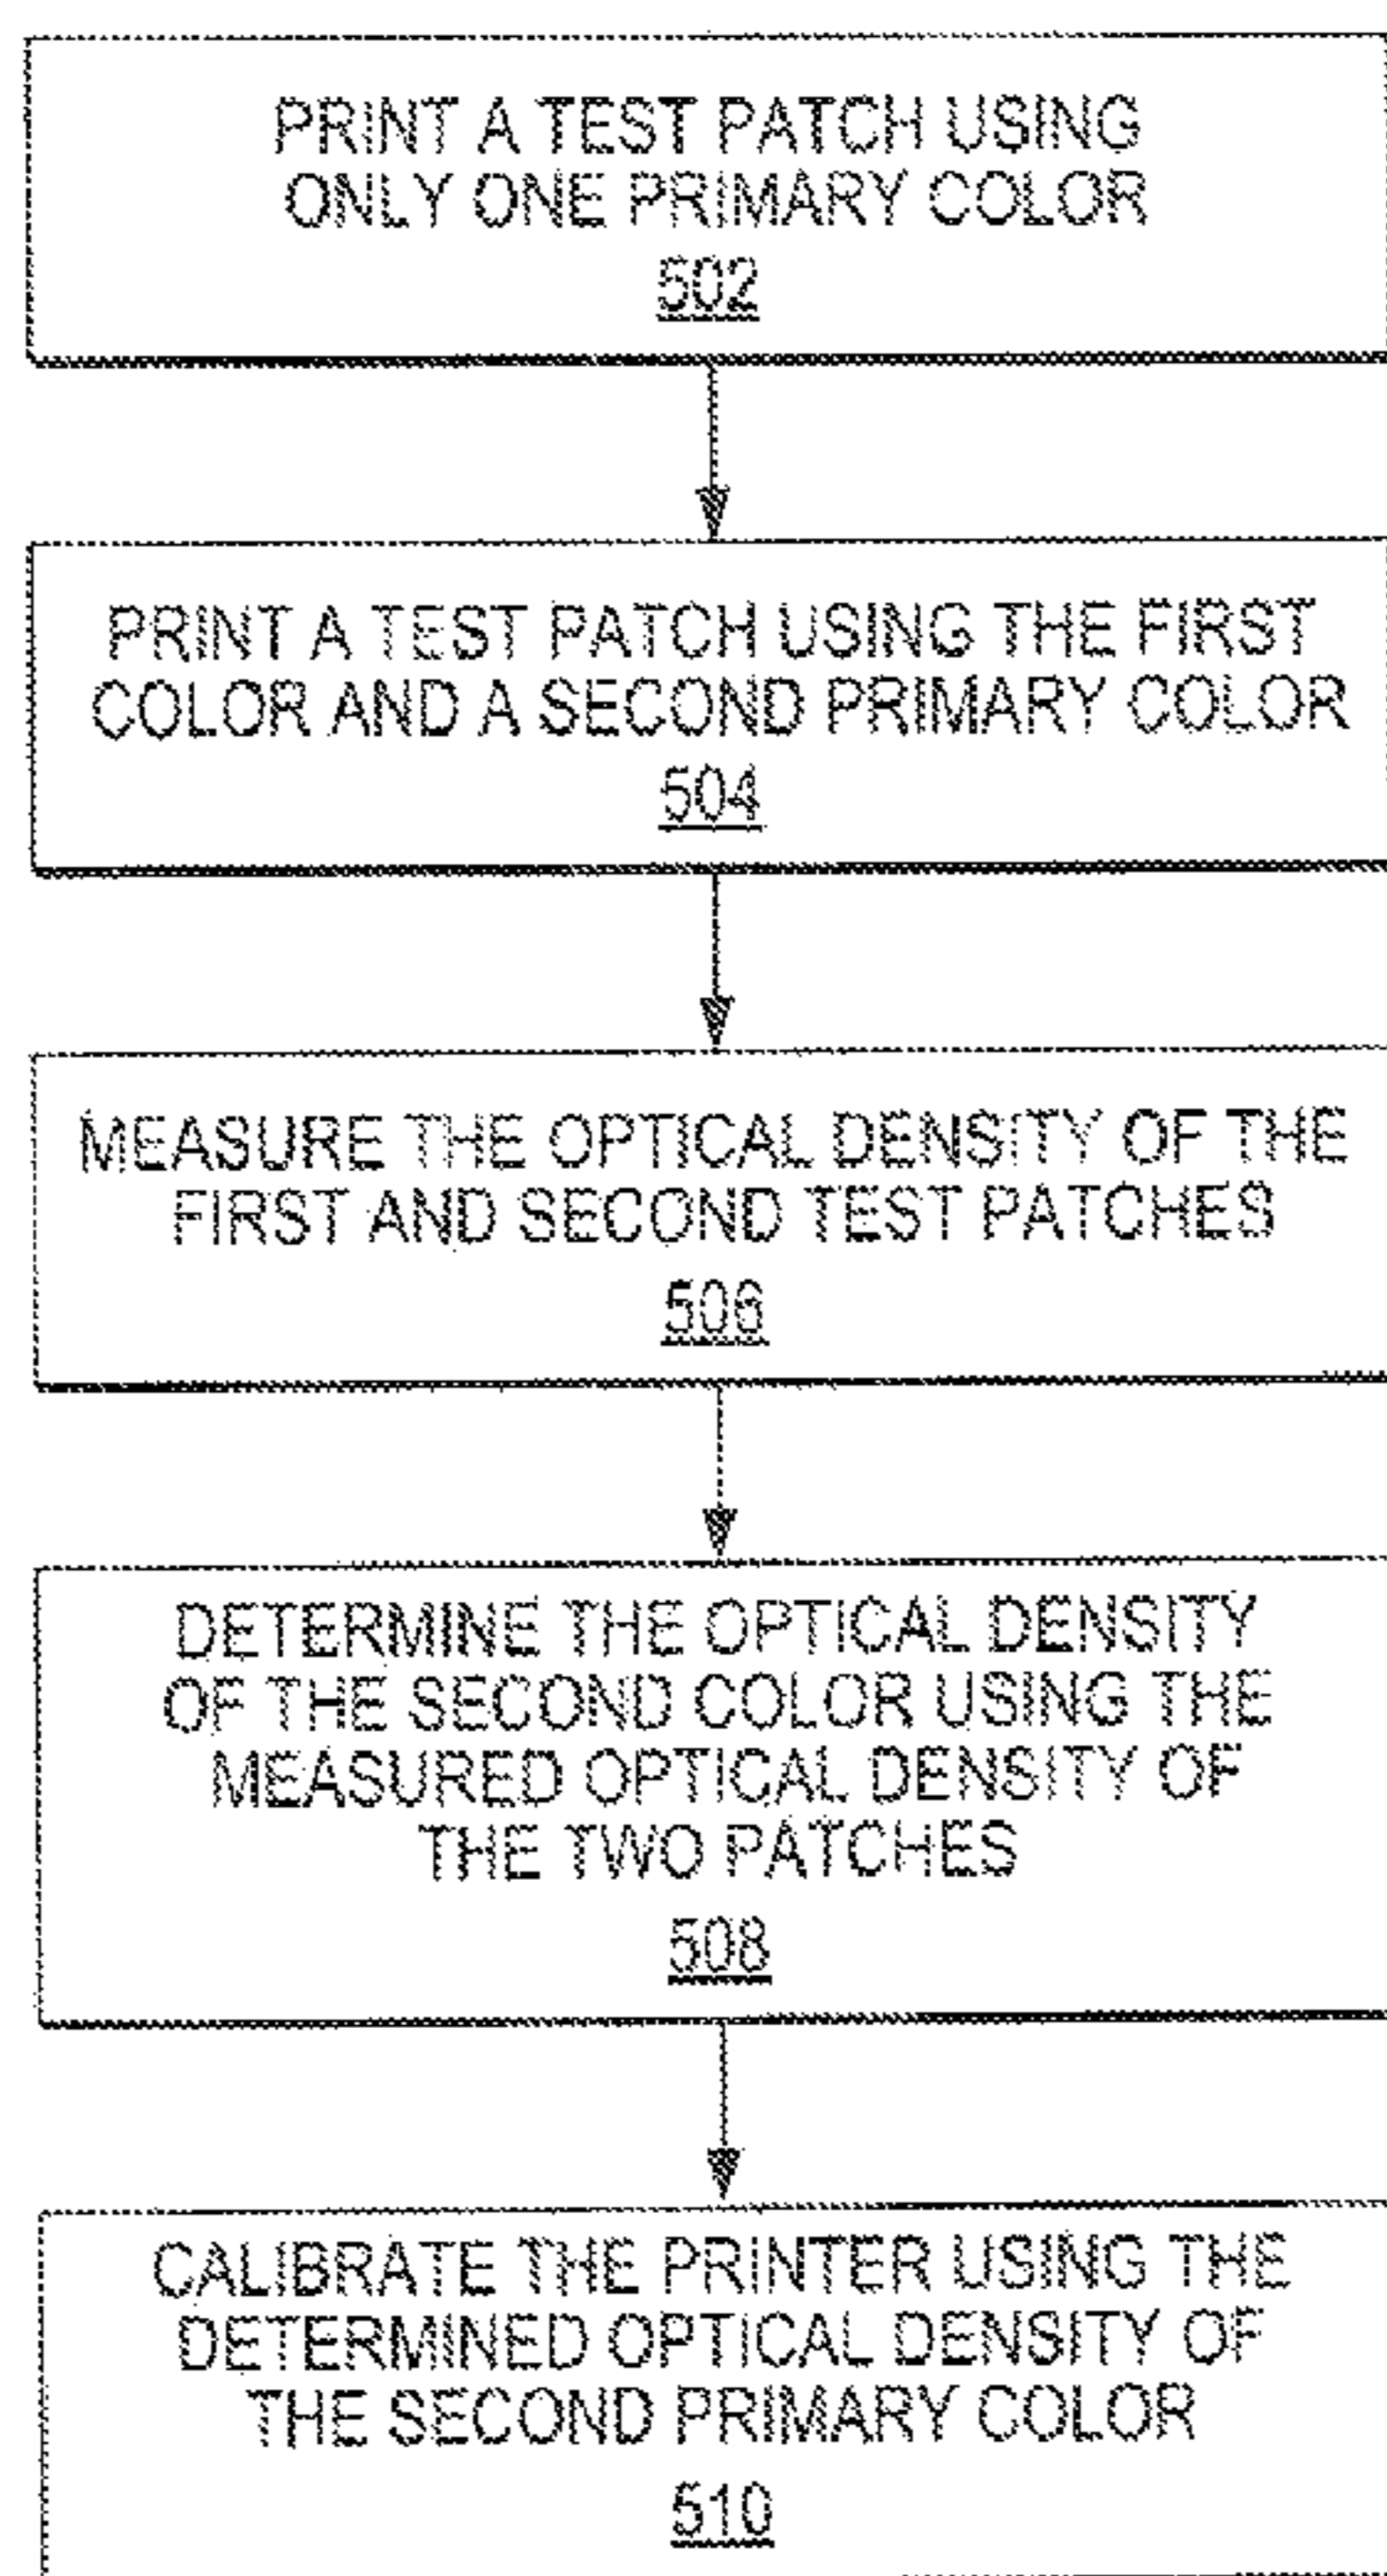 PRINT A TEST PATCH USING
ONLY ONE PRIMARY COLOR
502
PRINT A TEST PATCH USING THE FIRST
COLOR AND A SECOND PRIMARY COLOR
504
MEASURE THE OPTICAL DENSITY OF THE
FIRST AND SECOND TEST PATCHES
506
DETERMINE THE OPTICAL DENSITY
OF THE SECOND COLOR USING THE
MEASURED OPTICAL DENSITY OF
THE TWO PATCHES
508
CALIBRATE THE PRINTER USING THE
DETERMINED OPTICAL DENSITY OF
THE SECOND PRIMARY COLOR
510